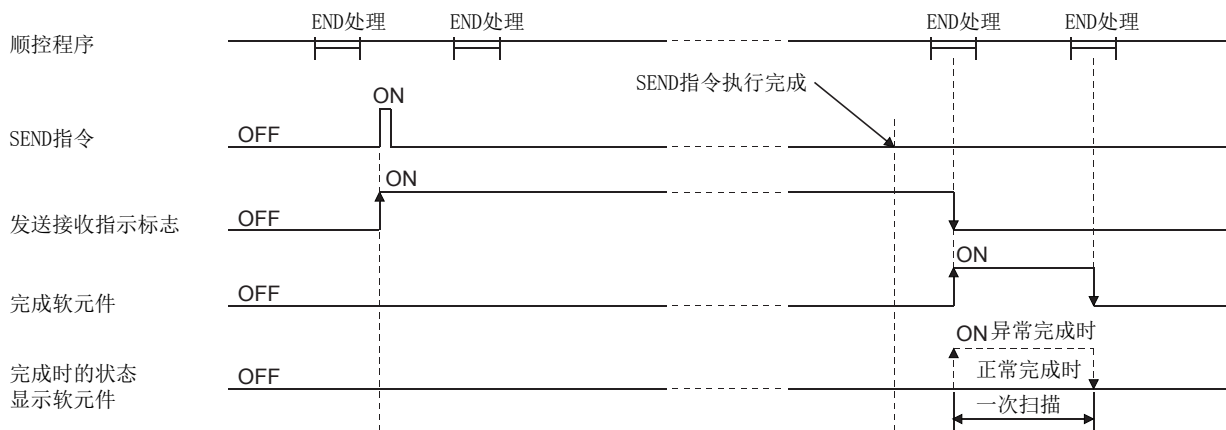 END处理 END处理 END处理 END处理
顺控程序
SEND指令执行完成
ON
SEND指令 OFF
ON
发送接收指示标志 OFF
ON
完成软元件 OFF
ON 异常完成时
完成时的状态
显示软元件
OFF
正常完成时
一次扫描